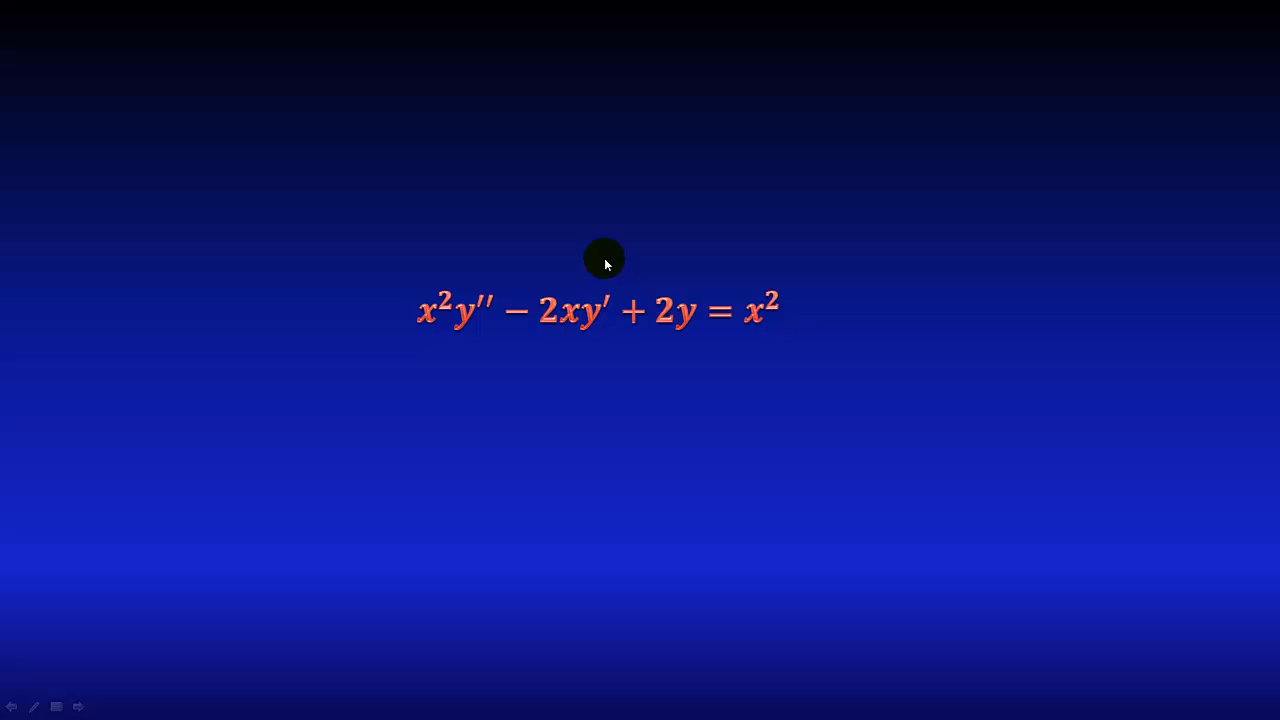 x²y′′ − 2xy′ + 2y = x²